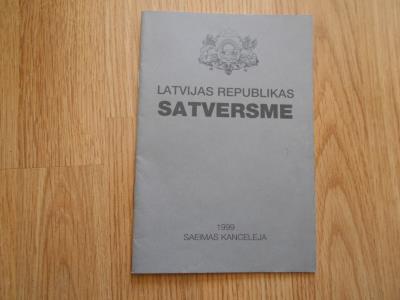 LATVIJAS REPUBLIKAS
SATVERSME
1999
SAEIMAS KANCELEJA